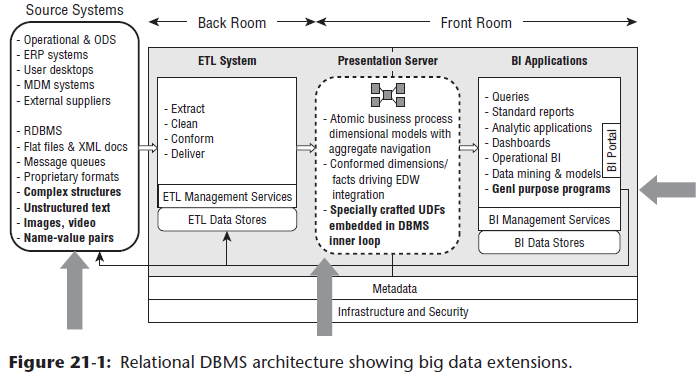 Source Systems
Back Room
Front Room
- Operational & ODS
- ERP systems
- User desktops
- MDM systems
- External suppliers
- RDBMS
- Flat files & XML docs
- Message queues
- Proprietary formats
- Complex structures
- Unstructured text
- Images, video
- Name-value pairs
ETL System
- Extract
- Clean
- Conform
- Deliver
ETL Management Services
ETL Data Stores
Presentation Server
- Atomic business process
dimensional models with
aggregate navigation
- Conformed dimensions/
facts driving EDW
integration
- Specially crafted UDFs
embedded in DBMS
inner loop
BI Applications
- Queries
- Standard reports
- Analytic applications
- Dashboards
- Operational BI
- Data mining & models
- Genl purpose programs
BI Portal
BI Management Services
BI Data Stores
Metadata
Infrastructure and Security
Figure 21-1: Relational DBMS architecture showing big data extensions.